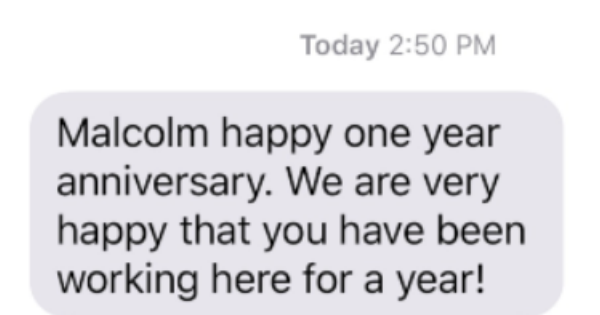 Today 2:50 PM
Malcolm happy one year
anniversary. We are very
happy that you have been
working here for a year!